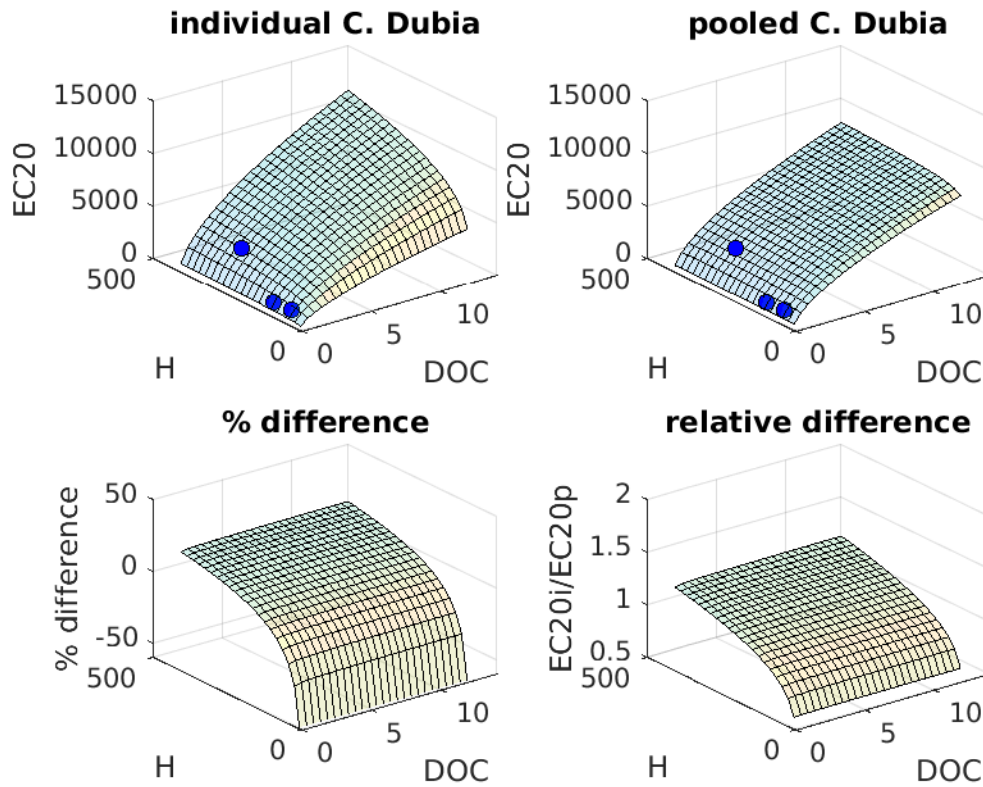 individual C. Dubia
pooled C. Dubia
15000
10000
5000
0
500
EC20
H
0
0
5
10
DOC
15000
10000
5000
0
500
EC20
H
0
0
5
10
DOC
% difference
relative difference
50
0
-50
500
% difference
H
0
0
5
10
DOC
2
1.5
1
0.5
500
EC20i/EC20p
H
0
0
5
10
DOC